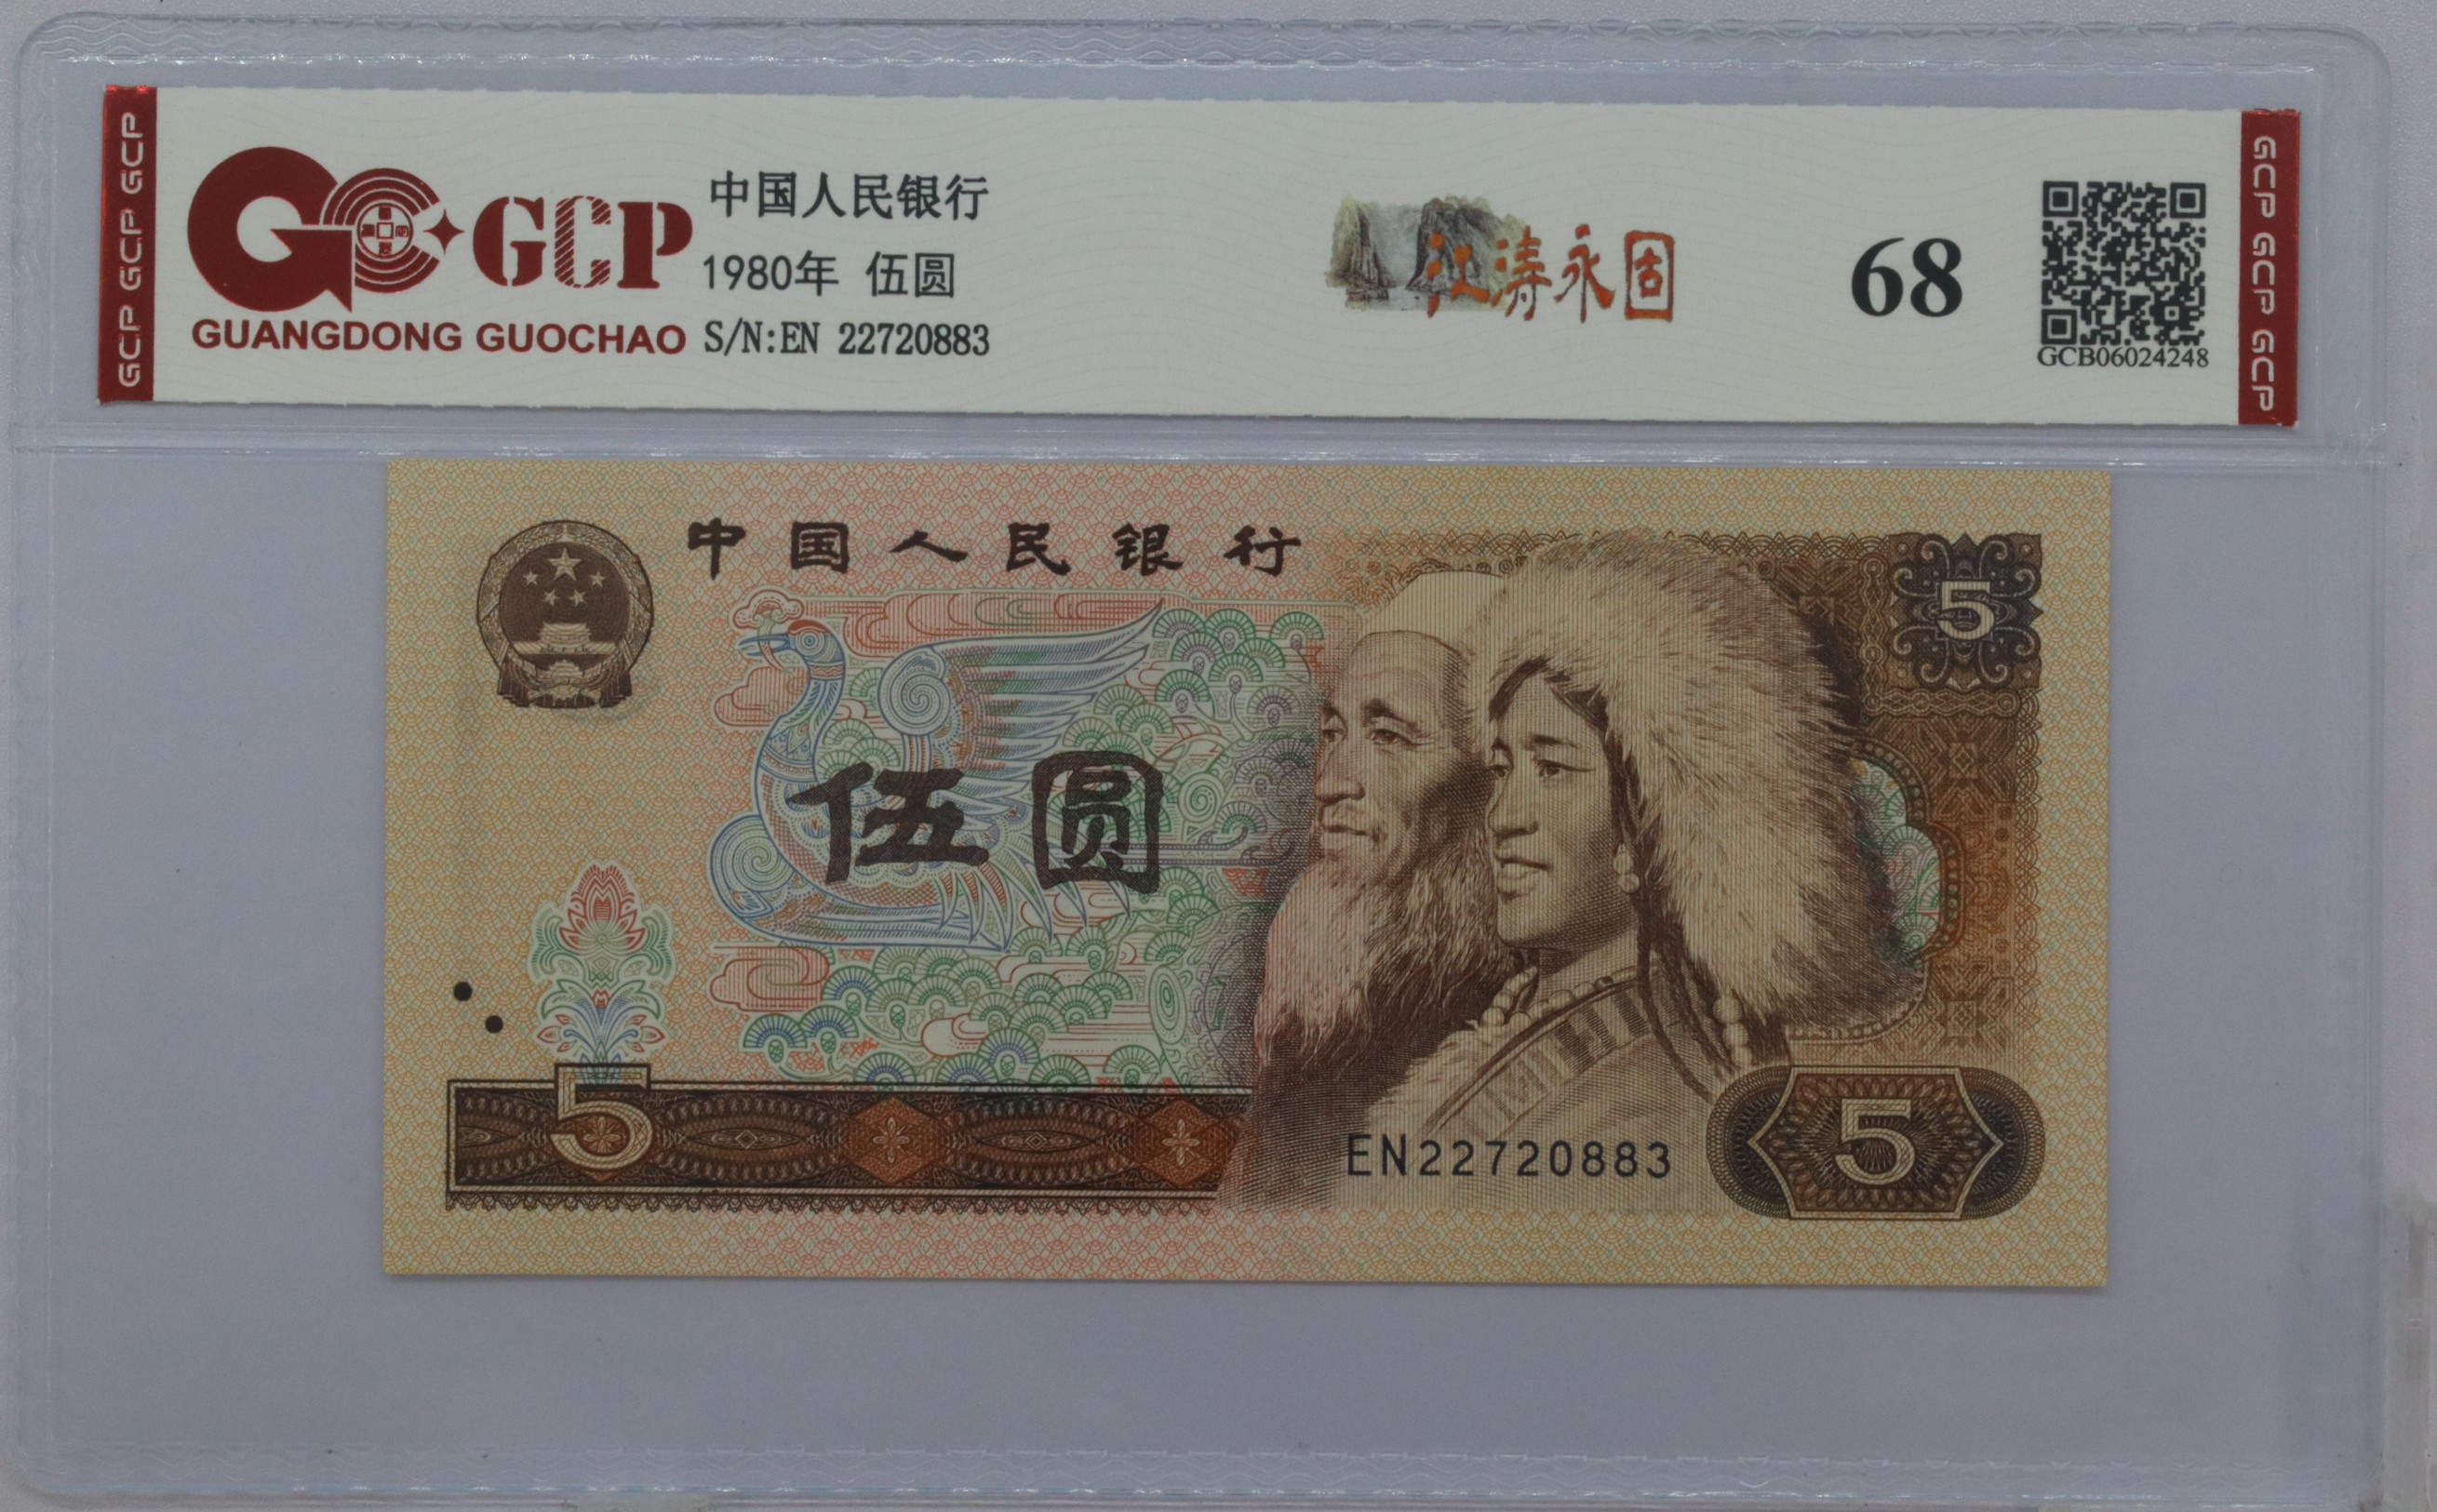 GCP GCP GCP
GCP
GUANGDONG GUOCHAO
中国人民银行
1980年 伍圆
S/N:EN 22720883
江涛永固
68
GCB06024248
GCP GCP GCP
中国人民银行
5
伍圆
5
EN22720883
5